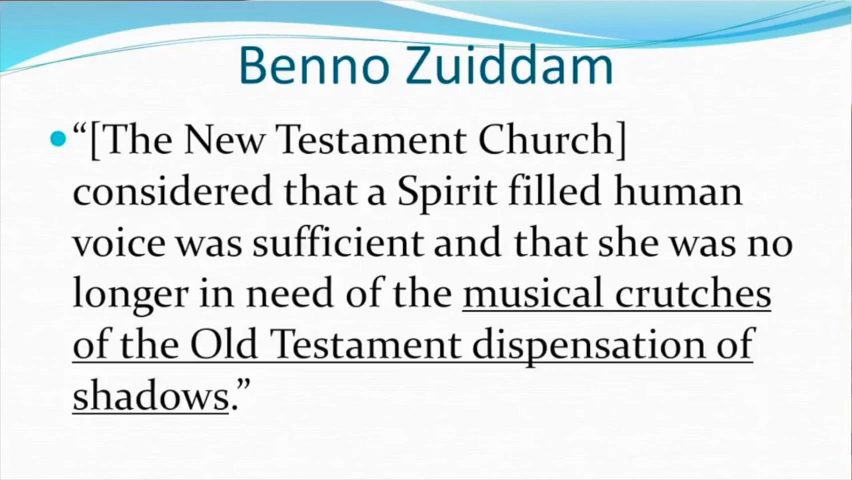 Benno Zuiddam
“[The New Testament Church]
considered that a Spirit filled human
voice was sufficient and that she was no
longer in need of the musical crutches
of the Old Testament dispensation of
shadows.”